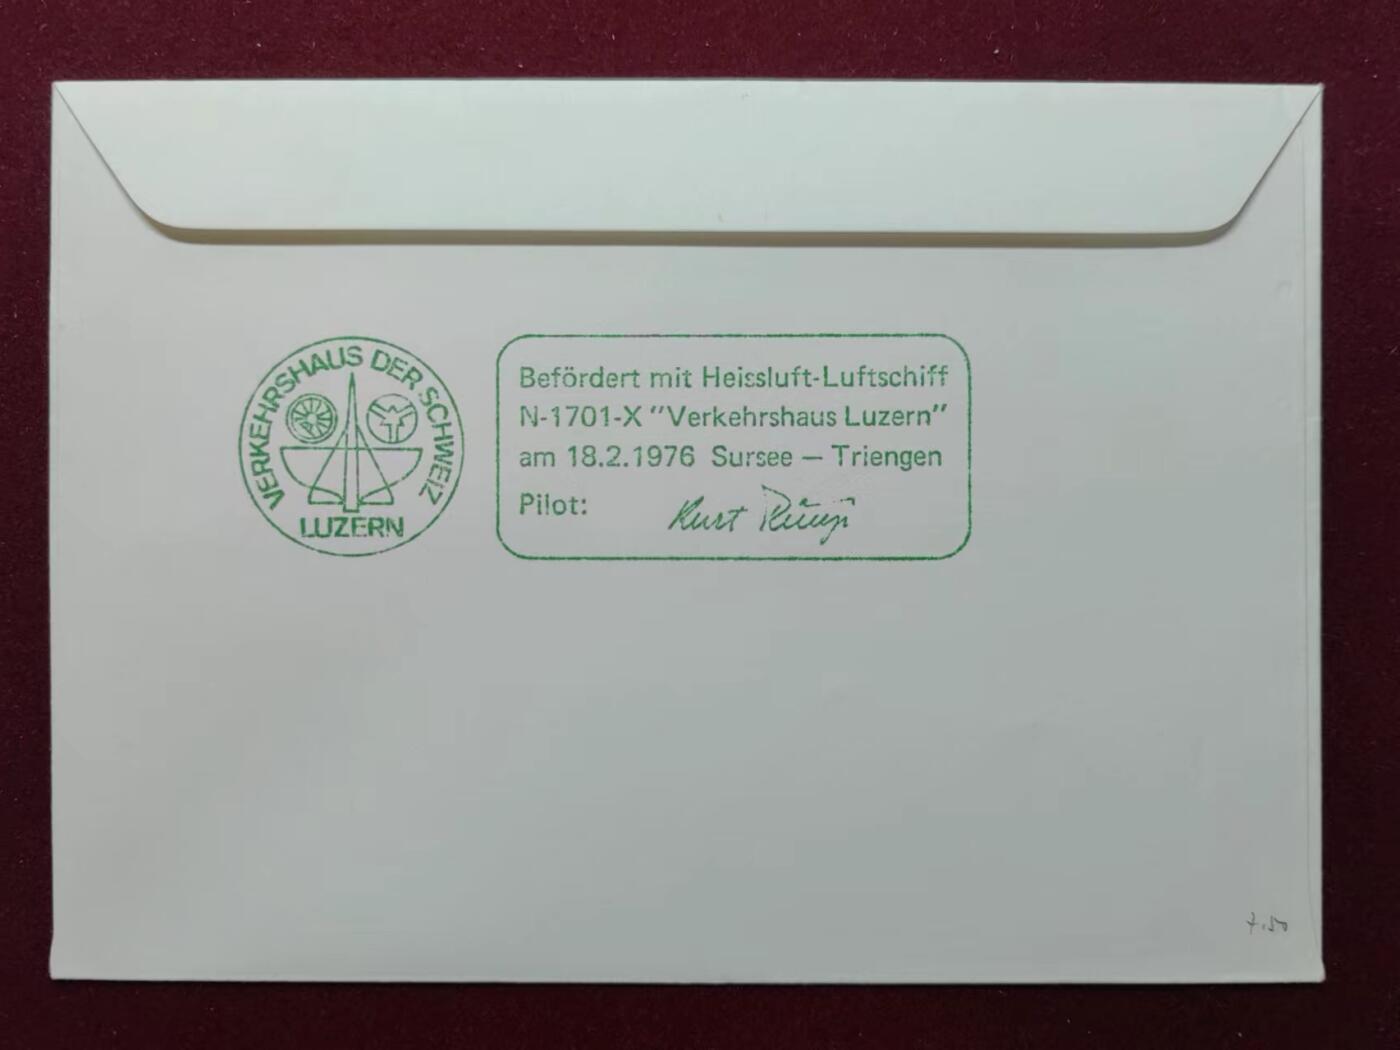 VERKEHRSHAUS DER SCHWEIZ
LUZERN
Befördert mit Heissluft-Luftschiff
N-1701-X "Verkehrshaus Luzern"
am 18.2.1976 Sursee – Triengen
Pilot: Kurt
7.50